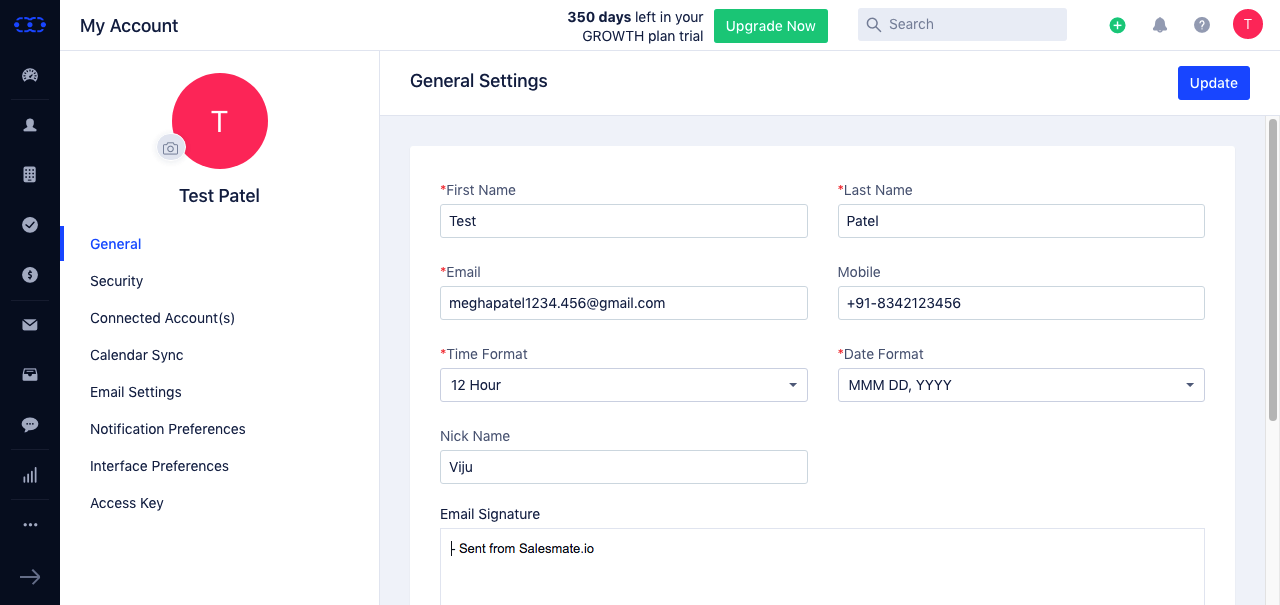 My Account
350 days left in your
GROWTH plan trial
Upgrade Now
Search
T
T
Test Patel
General
Security
Connected Account(s)
Calendar Sync
Email Settings
Notification Preferences
Interface Preferences
Access Key
General Settings
Update
*First Name
Test
*Last Name
Patel
*Email
meghapatel1234.456@gmail.com
Mobile
+91-8342123456
*Time Format
12 Hour
*Date Format
MMM DD, YYYY
Nick Name
Viju
Email Signature
- Sent from Salesmate.io